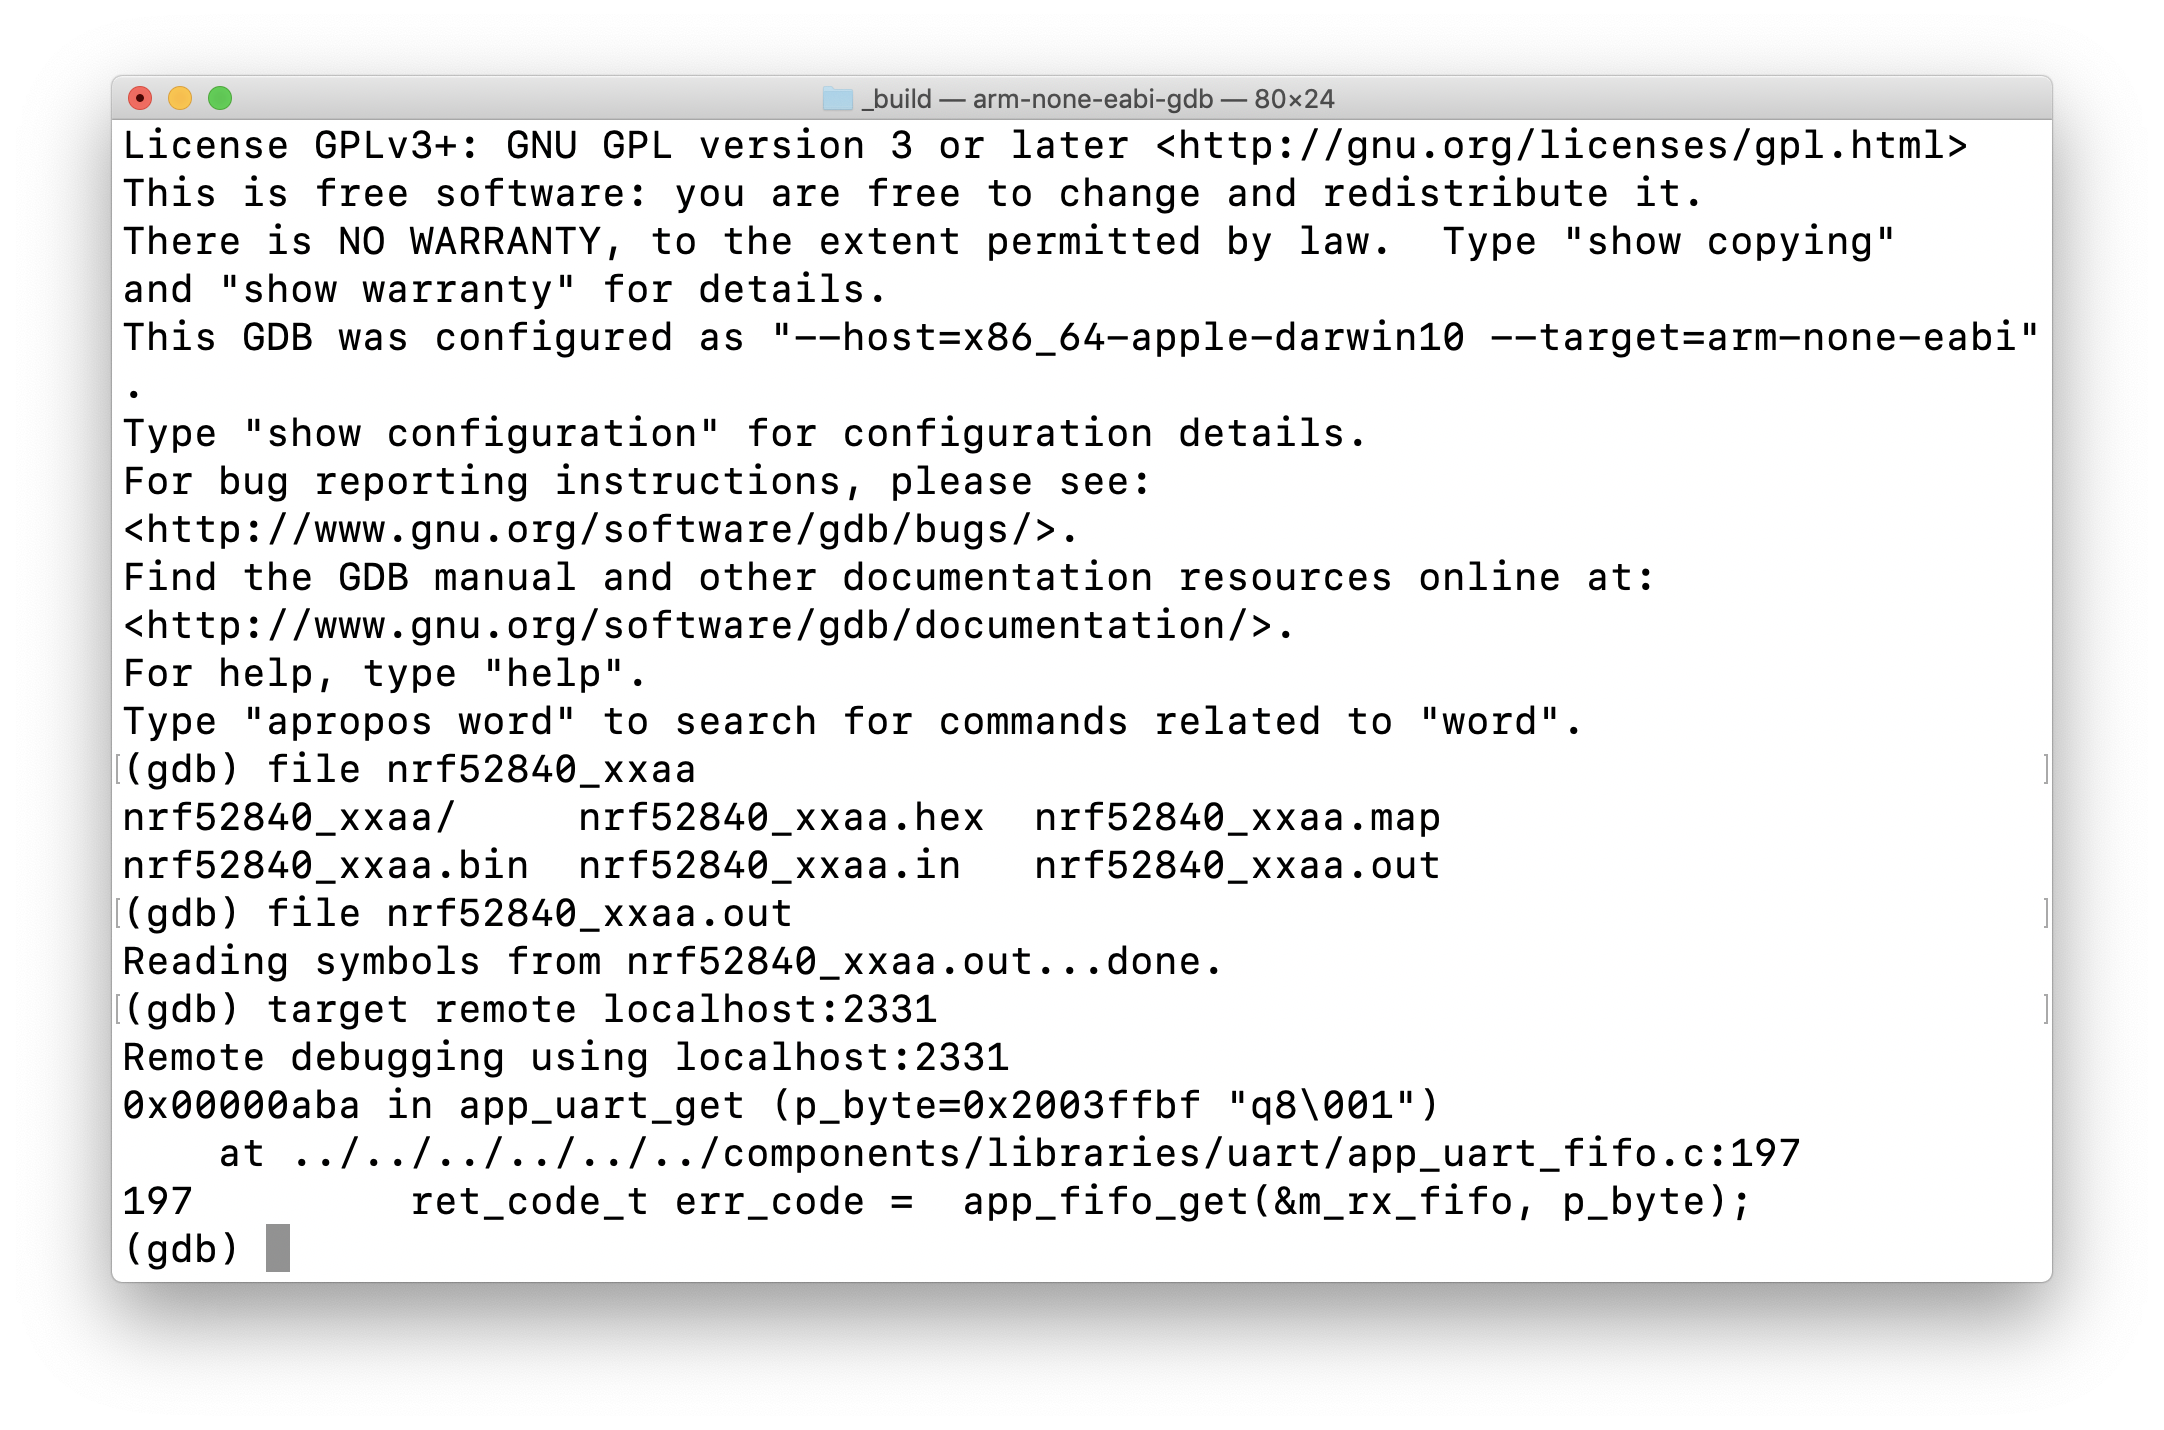 _build — arm-none-eabi-gdb — 80×24
License GPLv3+: GNU GPL version 3 or later <http://gnu.org/licenses/gpl.html>
This is free software: you are free to change and redistribute it.
There is NO WARRANTY, to the extent permitted by law.  Type "show copying"
and "show warranty" for details.
This GDB was configured as "--host=x86_64-apple-darwin10 --target=arm-none-eabi"
.
Type "show configuration" for configuration details.
For bug reporting instructions, please see:
<http://www.gnu.org/software/gdb/bugs/>.
Find the GDB manual and other documentation resources online at:
<http://www.gnu.org/software/gdb/documentation/>.
For help, type "help".
Type "apropos word" to search for commands related to "word".
[(gdb) file nrf52840_xxaa ]
nrf52840_xxaa/     nrf52840_xxaa.hex  nrf52840_xxaa.map
nrf52840_xxaa.bin  nrf52840_xxaa.in   nrf52840_xxaa.out
[(gdb) file nrf52840_xxaa.out ]
Reading symbols from nrf52840_xxaa.out...done.
[(gdb) target remote localhost:2331 ]
Remote debugging using localhost:2331
0x00000aba in app_uart_get (p_byte=0x2003ffbf "q8\001")
    at ../../../../../../components/libraries/uart/app_uart_fifo.c:197
197         ret_code_t err_code =  app_fifo_get(&m_rx_fifo, p_byte);
(gdb)